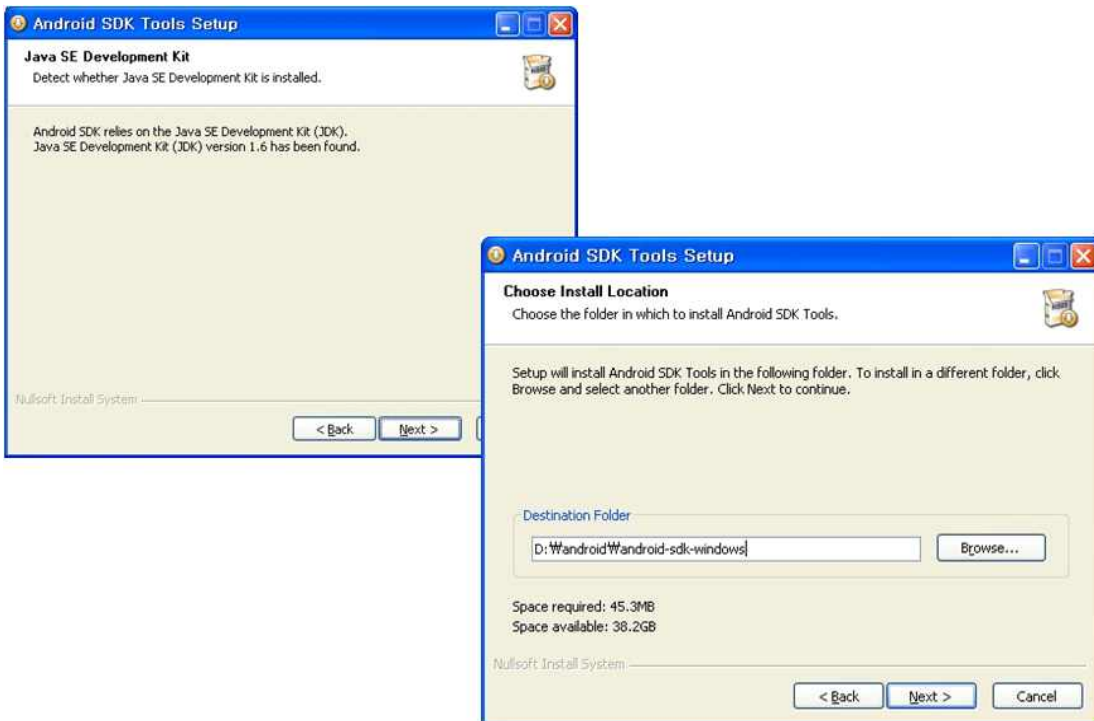 Android SDK Tools Setup
Java SE Development Kit
Detect whether Java SE Development Kit is installed.
Android SDK relies on the Java SE Development Kit (JDK).
Java SE Development Kit (JDK) version 1.6 has been found.
Nullsoft Install System
< Back
Next >
Android SDK Tools Setup
Choose Install Location
Choose the folder in which to install Android SDK Tools.
Setup will install Android SDK Tools in the following folder. To install in a different folder, click
Browse and select another folder. Click Next to continue.
Destination Folder
D:₩android₩android-sdk-windows
Browse...
Space required: 45.3MB
Space available: 38.2GB
Nullsoft Install System
< Back
Next >
Cancel